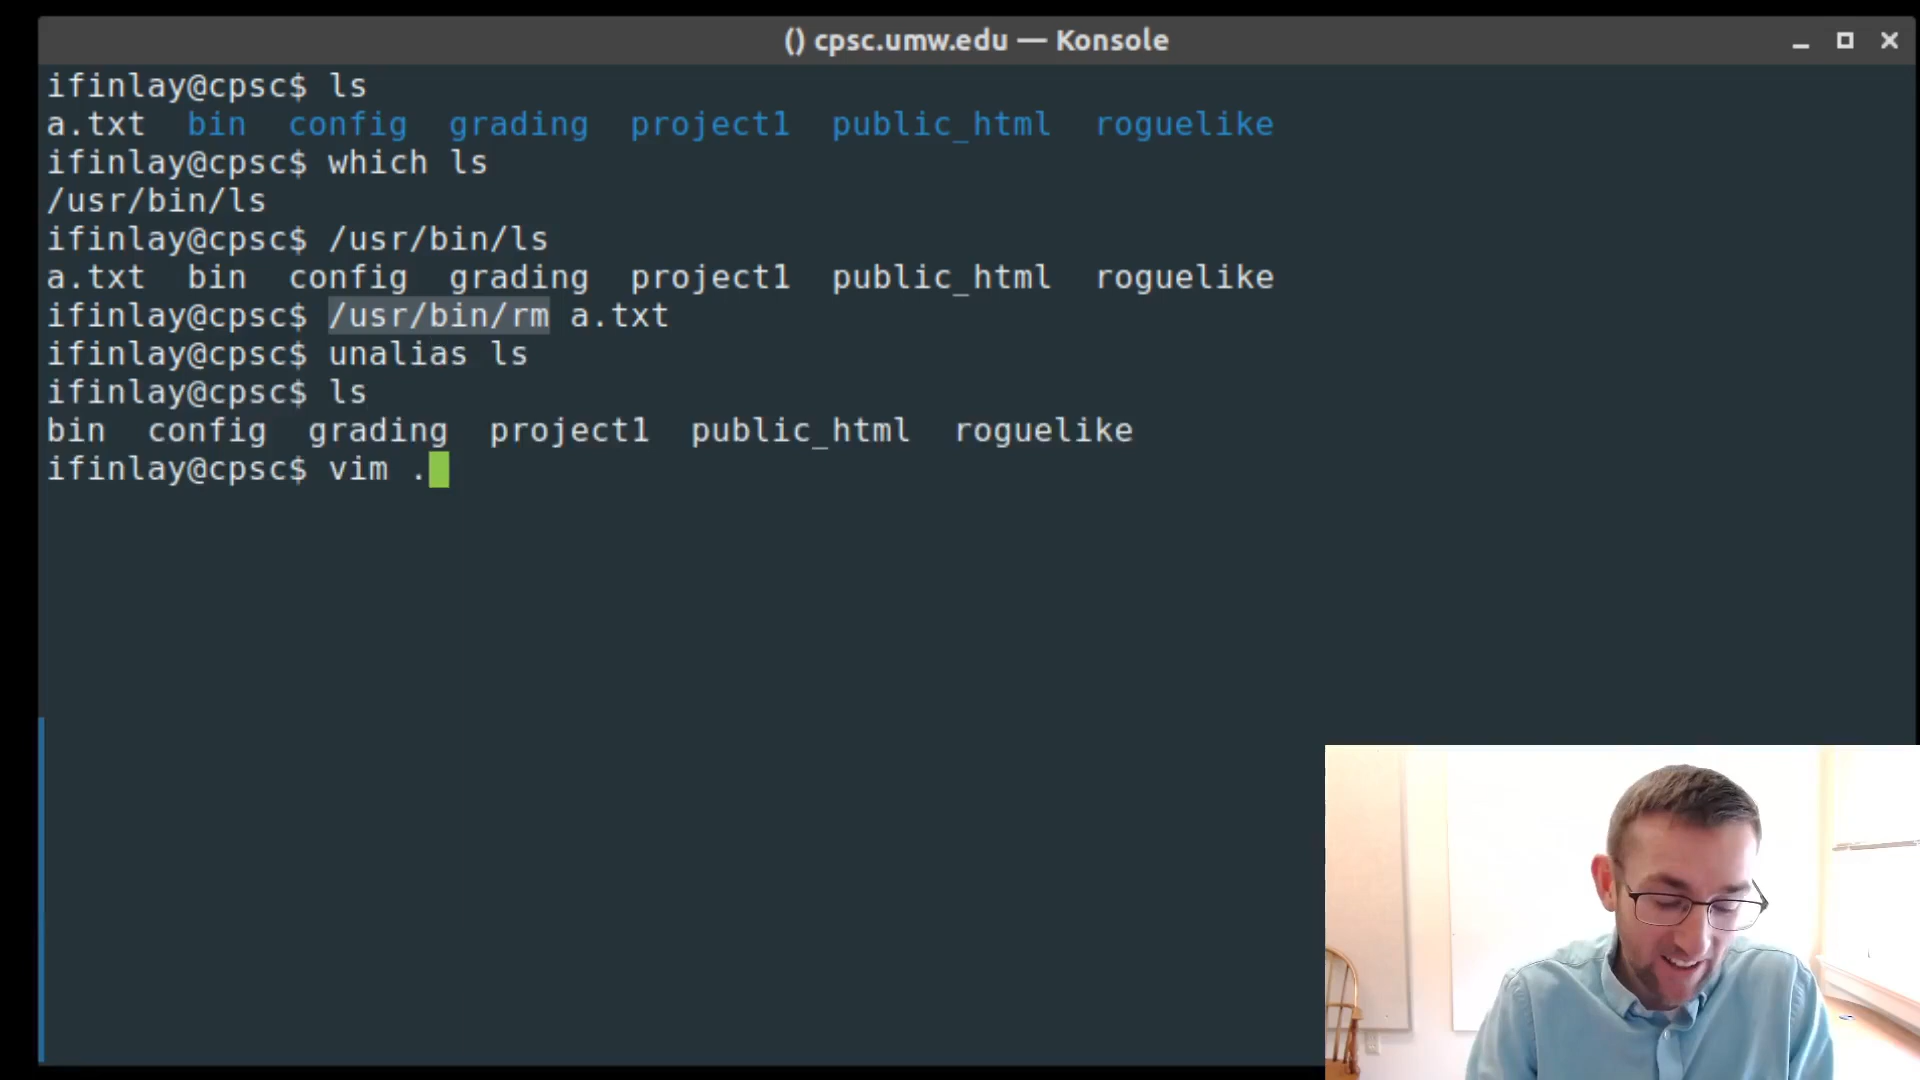 () cpsc.umw.edu — Konsole
ifinlay@cpsc$ ls
a.txt  bin  config  grading  project1  public_html  roguelike
ifinlay@cpsc$ which ls
/usr/bin/ls
ifinlay@cpsc$ /usr/bin/ls
a.txt  bin  config  grading  project1  public_html  roguelike
ifinlay@cpsc$ /usr/bin/rm a.txt
ifinlay@cpsc$ unalias ls
ifinlay@cpsc$ ls
bin  config  grading  project1  public_html  roguelike
ifinlay@cpsc$ vim .